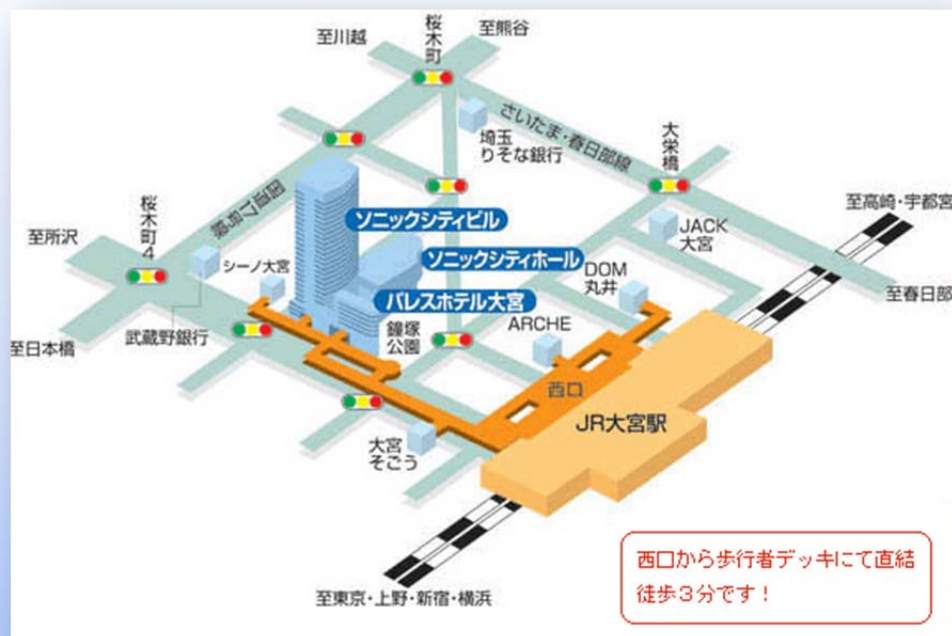 至川越
桜木町
至熊谷
埼玉
りそな銀行
さいたま・春日部線
大栄橋
至高崎・宇都宮
国道17号線
桜木町4
至所沢
ソニックシティビル
JACK
大宮
シーノ大宮
ソニックシティホール
DOM
丸井
至春日部
武蔵野銀行
パレスホテル大宮
至日本橋
鐘塚
公園
ARCHE
西口
JR大宮駅
大宮
そごう
至東京・上野・新宿・横浜
西口から歩行者デッキにて直結
徒歩3分です！